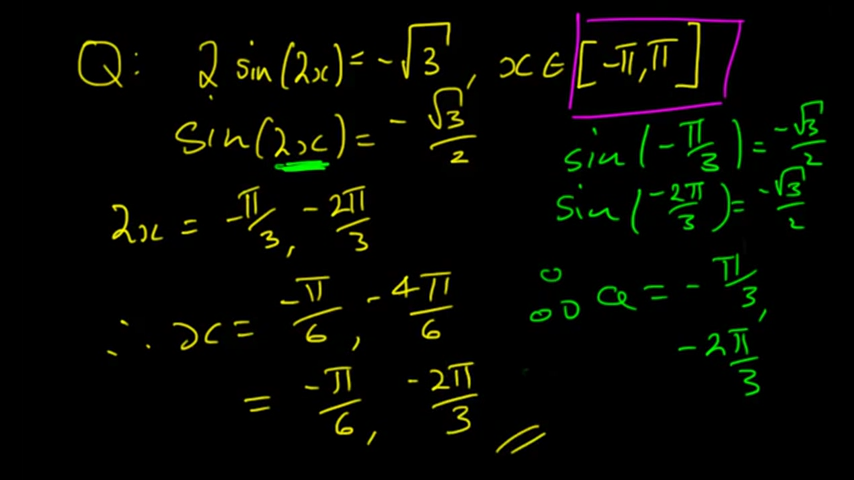 Q: 2 sin(2x) = -√3, x ∈ [-π, π]
sin(2x) = -√3/2
2x = -π/3, -2π/3
∴ x = -π/6, -4π/6
= -π/6, -2π/3
sin(-π/3) = -√3/2
sin(-2π/3) = -√3/2
∴ a = -π/3,
-2π/3